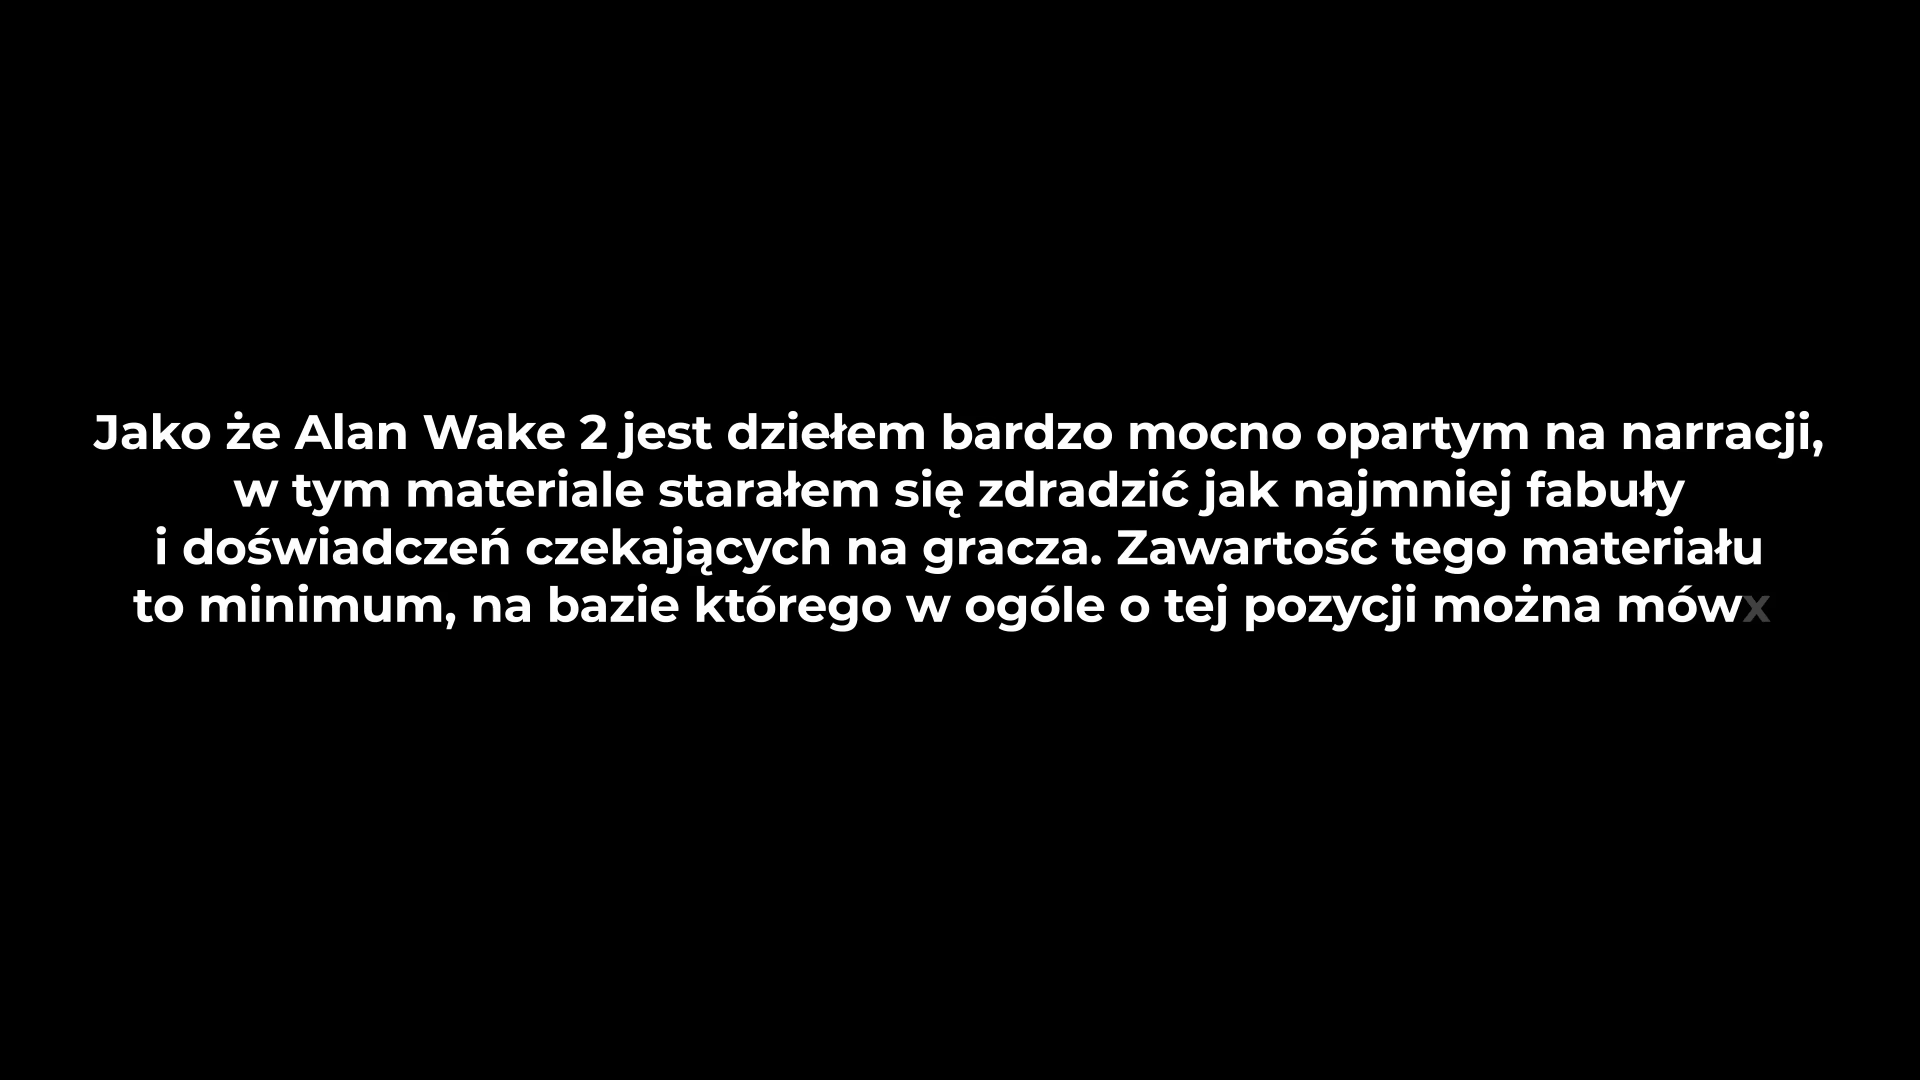 Jako że Alan Wake 2 jest dziełem bardzo mocno opartym na narracji,
w tym materiale starałem się zdradzić jak najmniej fabuły
i doświadczeń czekających na gracza. Zawartość tego materiału
to minimum, na bazie którego w ogóle o tej pozycji można mówx